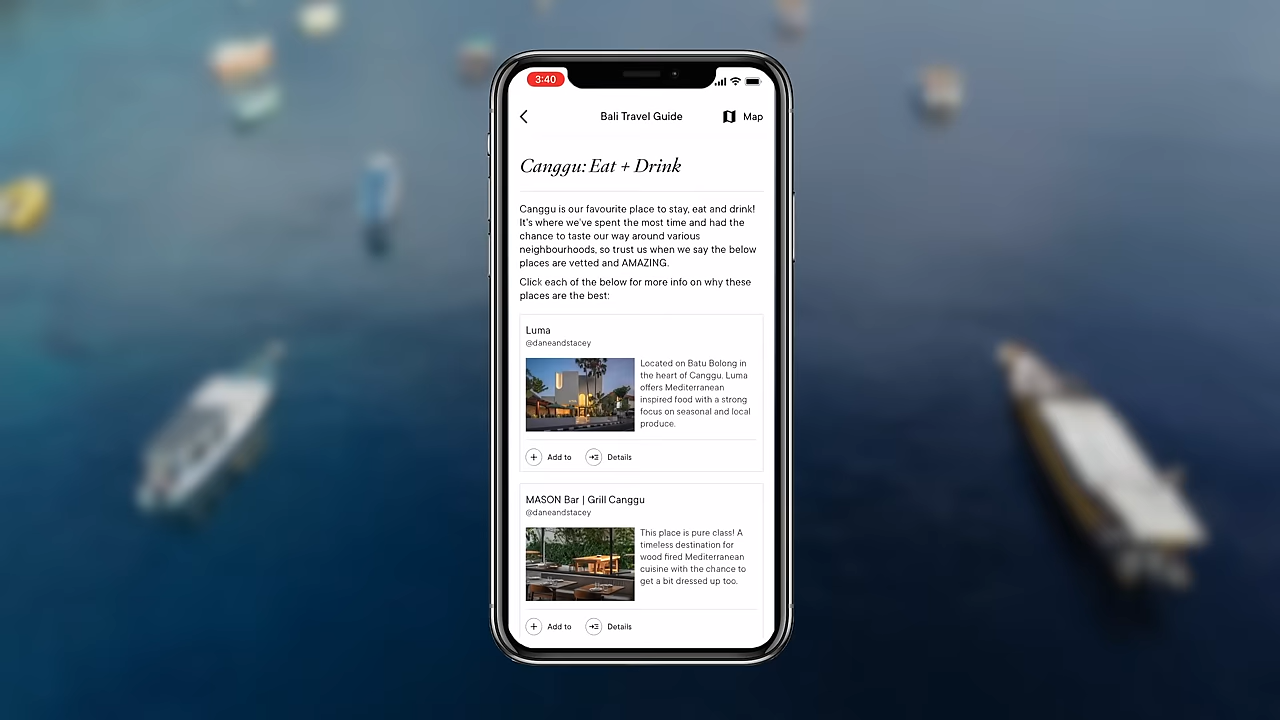 3:40
Bali Travel Guide
Map
Canggu: Eat + Drink
Canggu is our favourite place to stay, eat and drink!
It's where we've spent the most time and had the
chance to taste our way around various
neighbourhoods, so trust us when we say the below
places are vetted and AMAZING.
Click each of the below for more info on why these
places are the best:
Luma
@daneandstacey
Located on Batu Bolong in
the heart of Canggu, Luma
offers Mediterranean
inspired food with a strong
focus on seasonal and local
produce.
Add to
Details
MASON Bar | Grill Canggu
@daneandstacey
This place is pure class! A
timeless destination for
wood fired Mediterranean
cuisine with the chance to
get a bit dressed up too.
Add to
Details